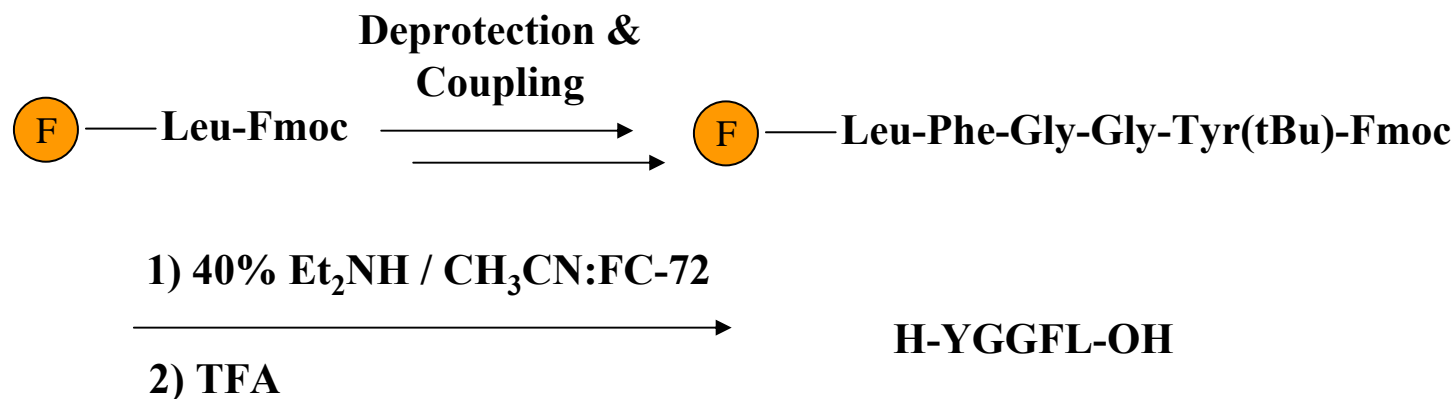 Deprotection &
Coupling
F Leu-Fmoc
F Leu-Phe-Gly-Gly-Tyr(tBu)-Fmoc
1) 40% Et₂NH / CH₃CN:FC-72
H-YGGFL-OH
2) TFA